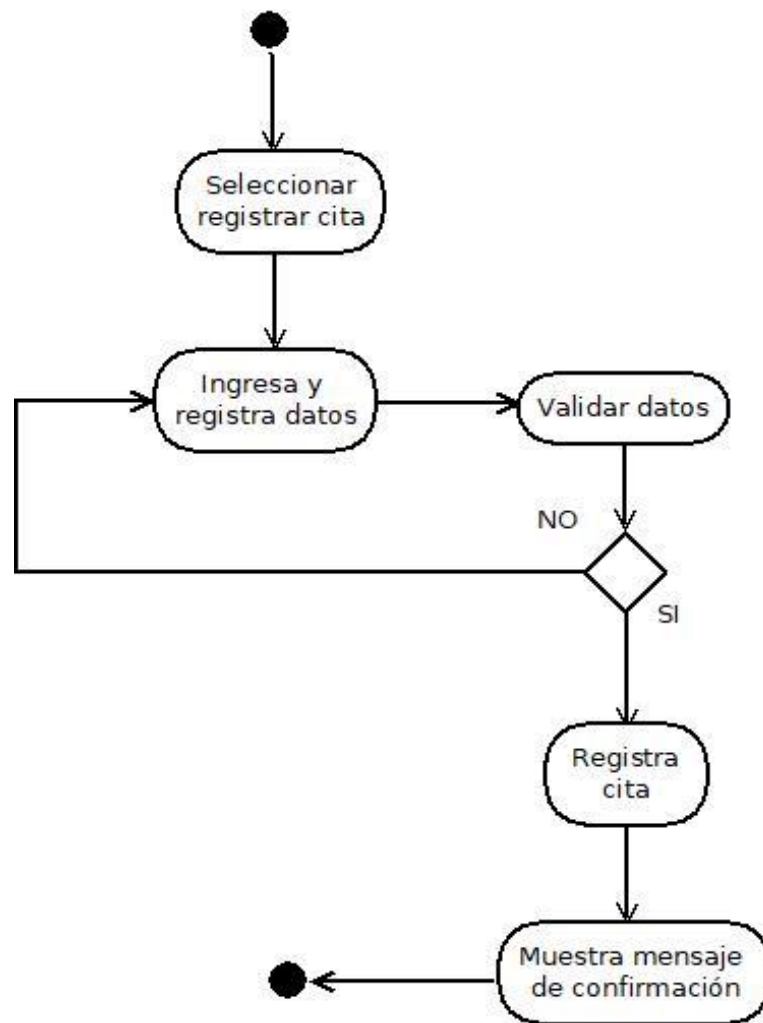 Seleccionar
registrar cita
Ingresa y
registra datos
Validar datos
NO
SI
Registra
cita
Muestra mensaje
de confirmación